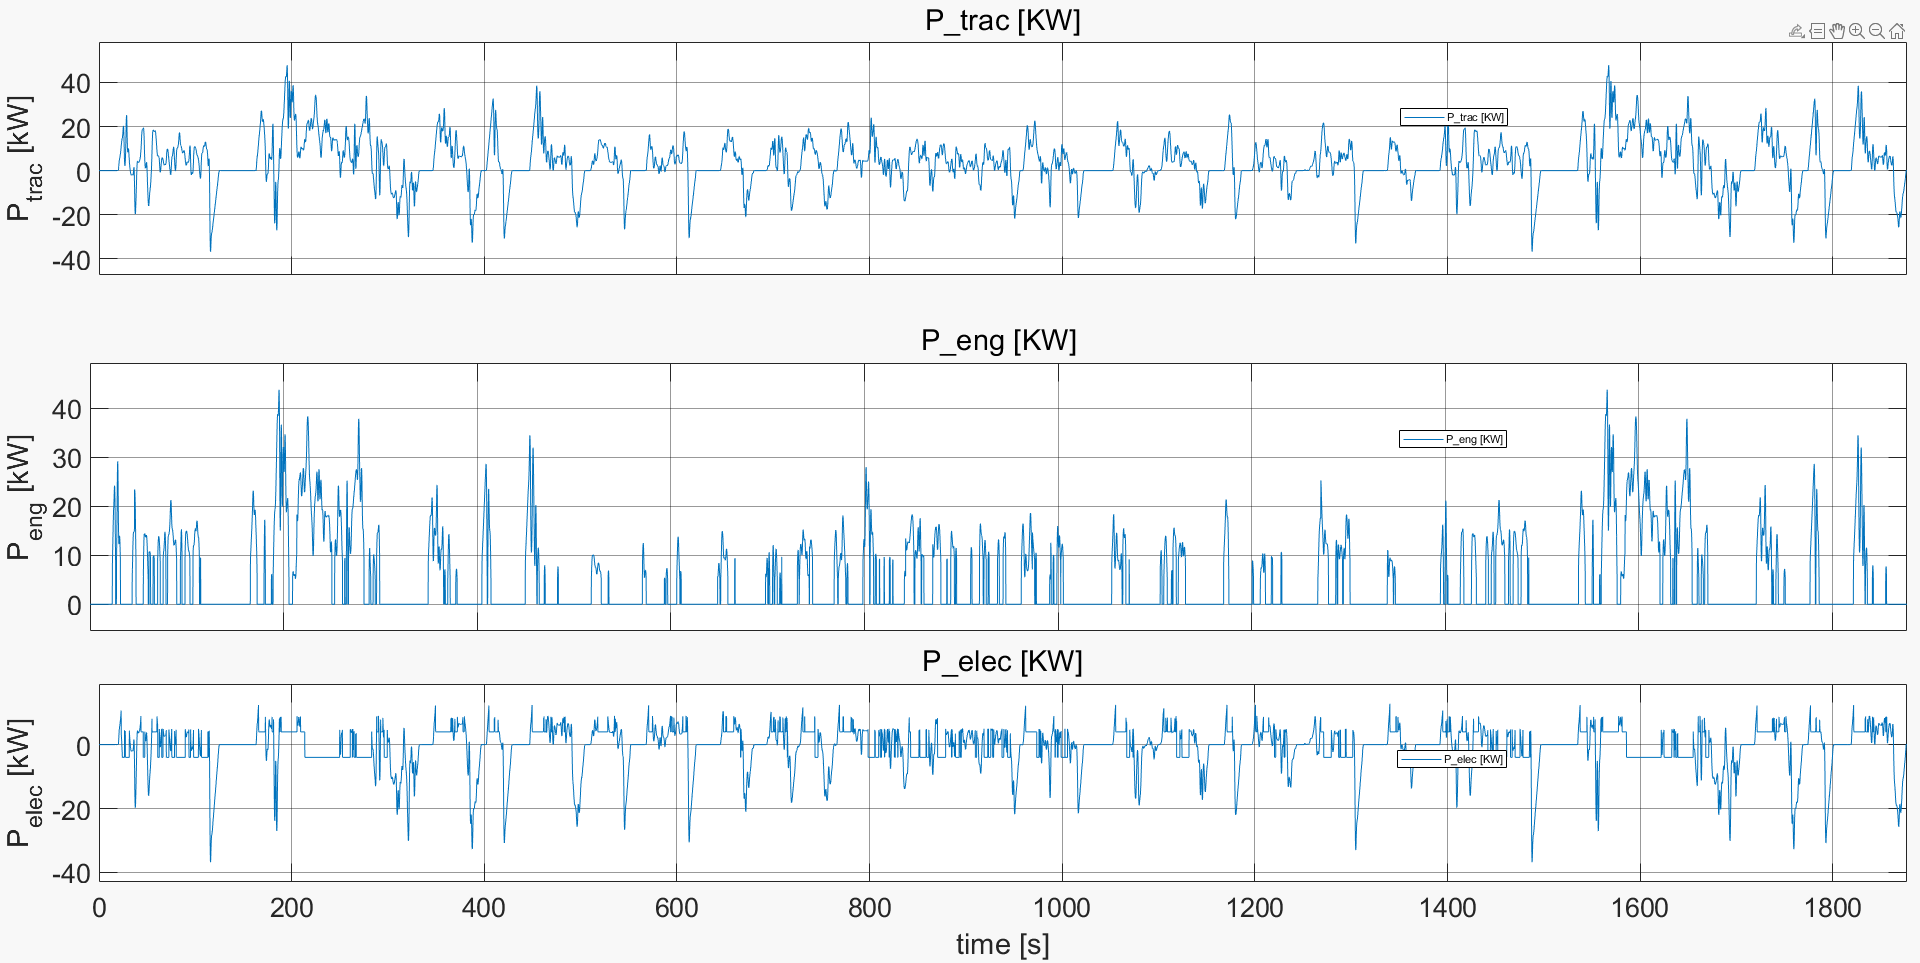 P_trac [KW]
40
20
0
-20
-40
P_trac [kW]
P_trac [KW]
P_eng [KW]
40
30
20
10
0
P_eng [kW]
P_eng [KW]
P_elec [KW]
0
-20
-40
P_elec [kW]
P_elec [KW]
0 200 400 600 800 1000 1200 1400 1600 1800
time [s]